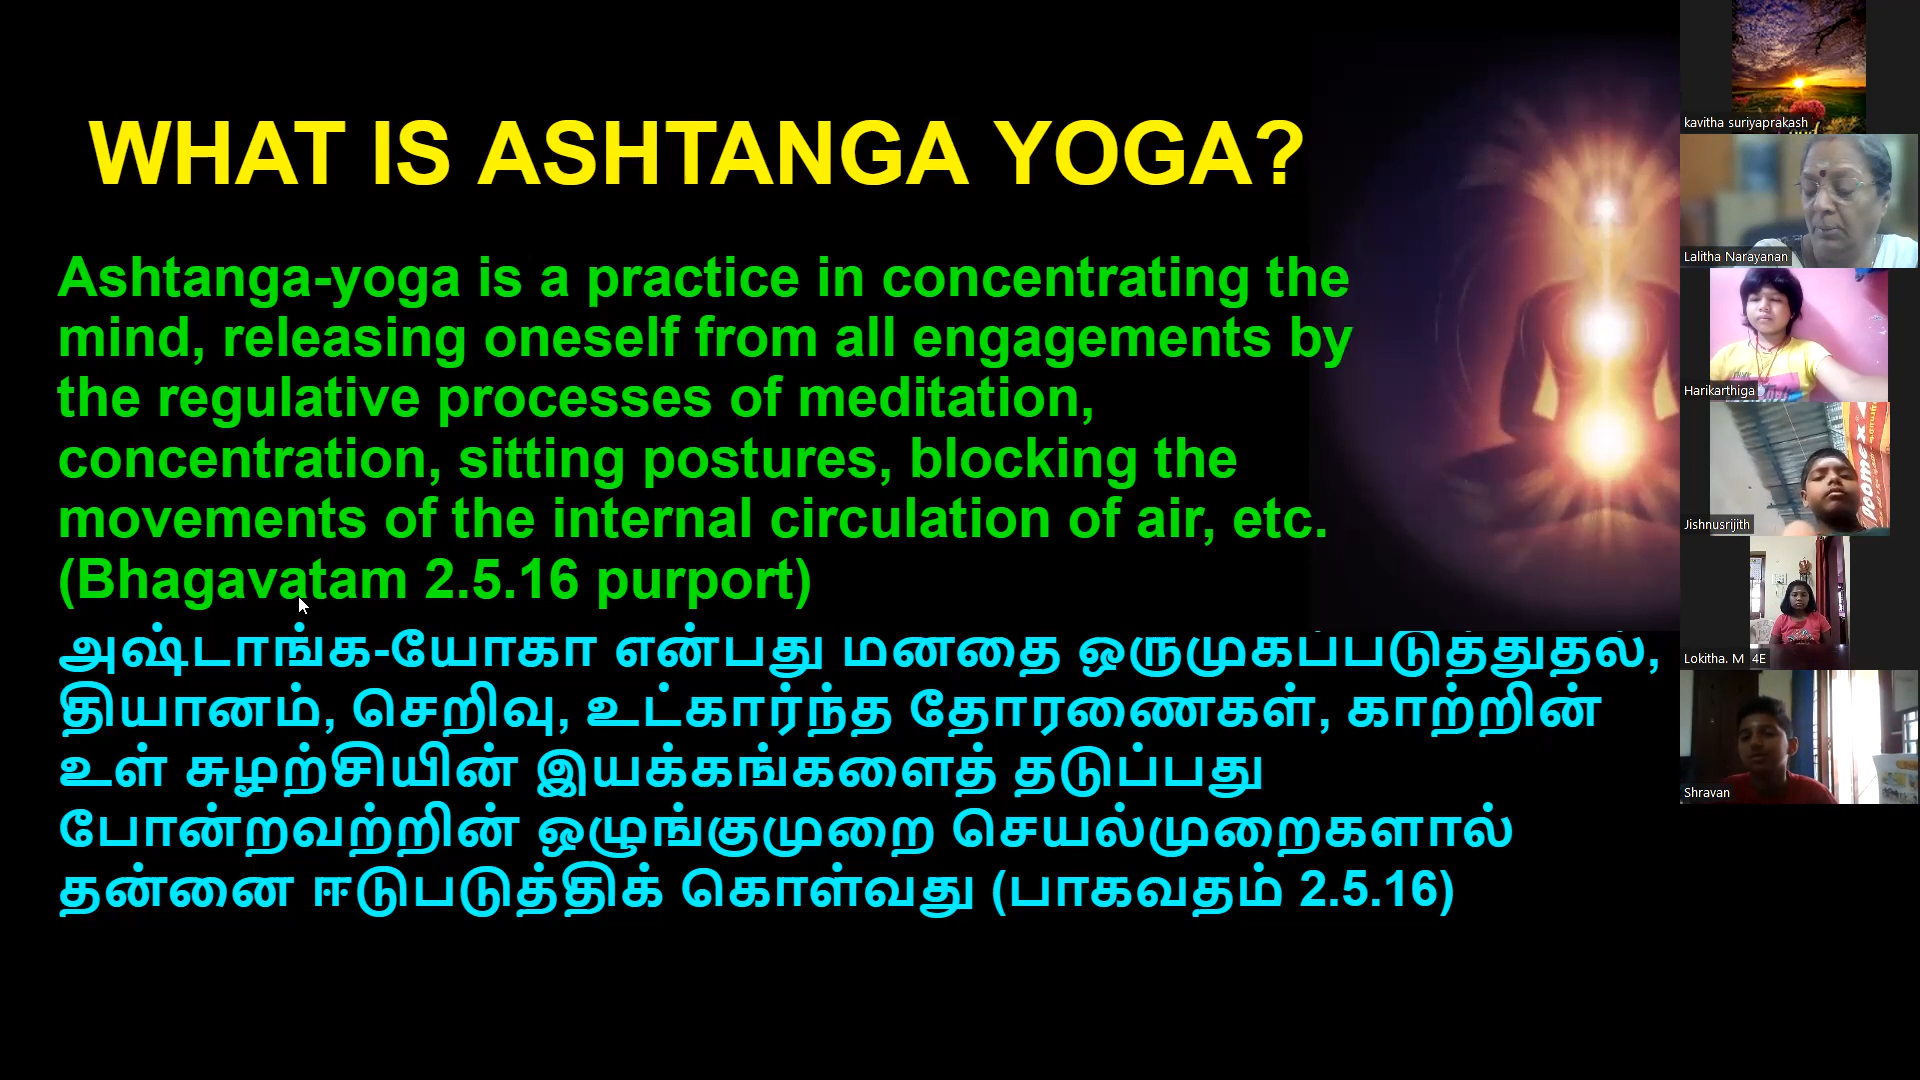 WHAT IS ASHTANGA YOGA?
Ashtanga-yoga is a practice in concentrating the
mind, releasing oneself from all engagements by
the regulative processes of meditation,
concentration, sitting postures, blocking the
movements of the internal circulation of air, etc.
(Bhagavatam 2.5.16 purport)
அஷ்டாங்க-யோகா என்பது மனதை ஒருமுகப்படுத்துதல்,
தியானம், செறிவு, உட்கார்ந்த தோரணைகள், காற்றின்
உள் சுழற்சியின் இயக்கங்களைத் தடுப்பது
போன்றவற்றின் ஒழுங்குமுறை செயல்முறைகளால்
தன்னை ஈடுபடுத்திக் கொள்வது (பாகவதம் 2.5.16)
kavitha suriyaprakash
Lalitha Narayanan
Harikarthiga
Jishnusrijith
Lokitha. M 4E
Shravan